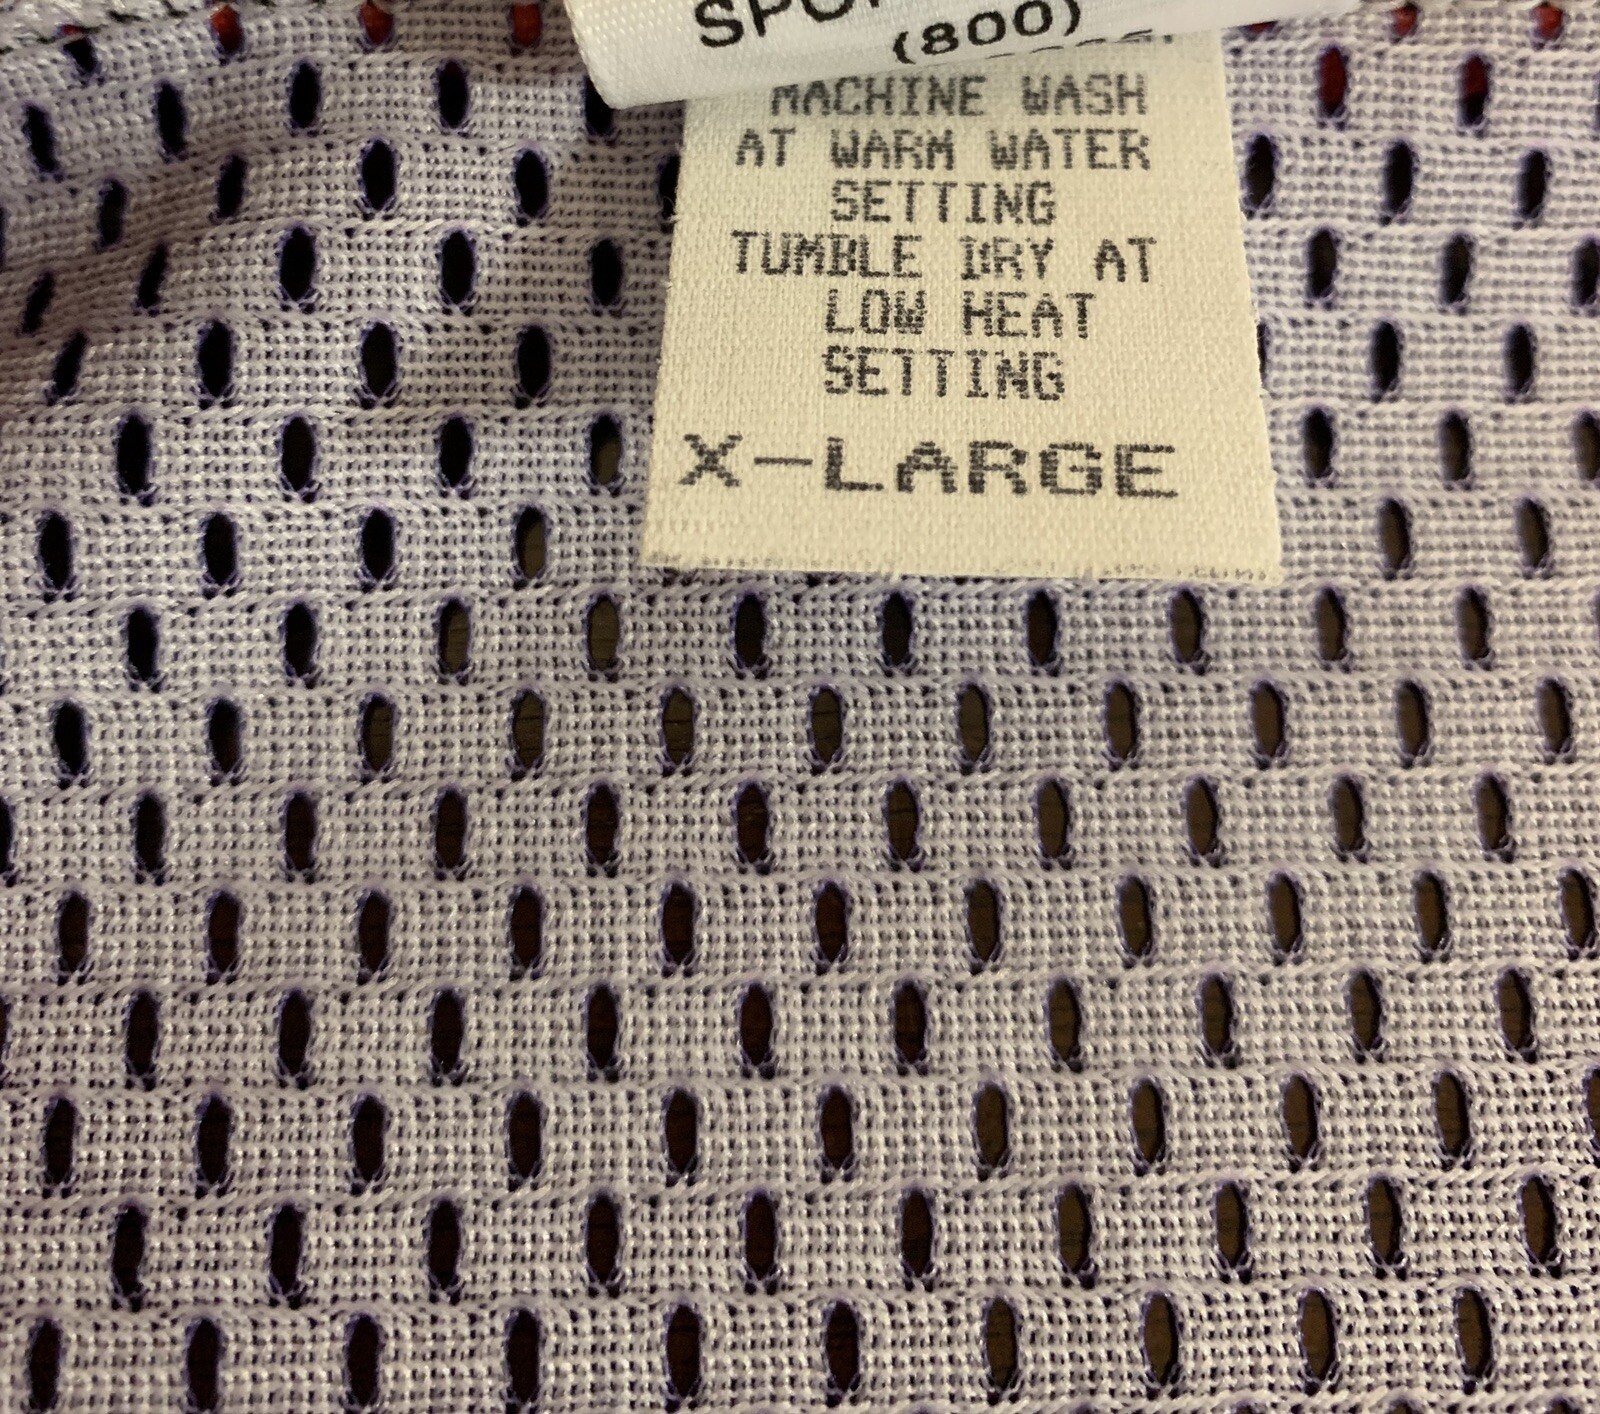 (800)
MACHINE WASH
AT WARM WATER
SETTING
TUMBLE DRY AT
LOW HEAT
SETTING
X-LARGE